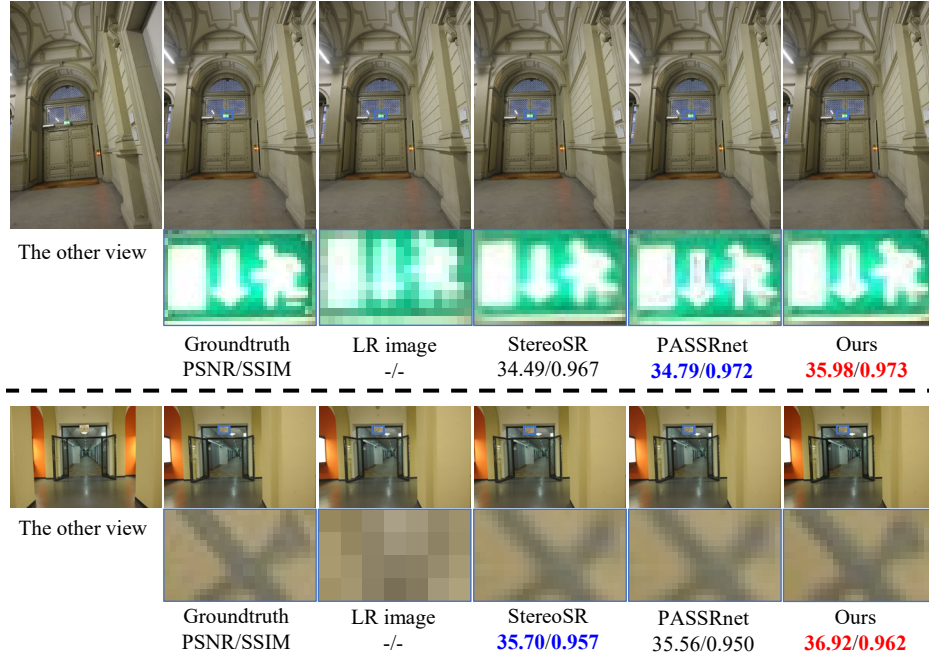 The other view
Groundtruth LR image StereoSR PASSRnet Ours
PSNR/SSIM -/- 34.49/0.967 34.79/0.972 35.98/0.973
The other view
Groundtruth LR image StereoSR PASSRnet Ours
PSNR/SSIM -/- 35.70/0.957 35.56/0.950 36.92/0.962